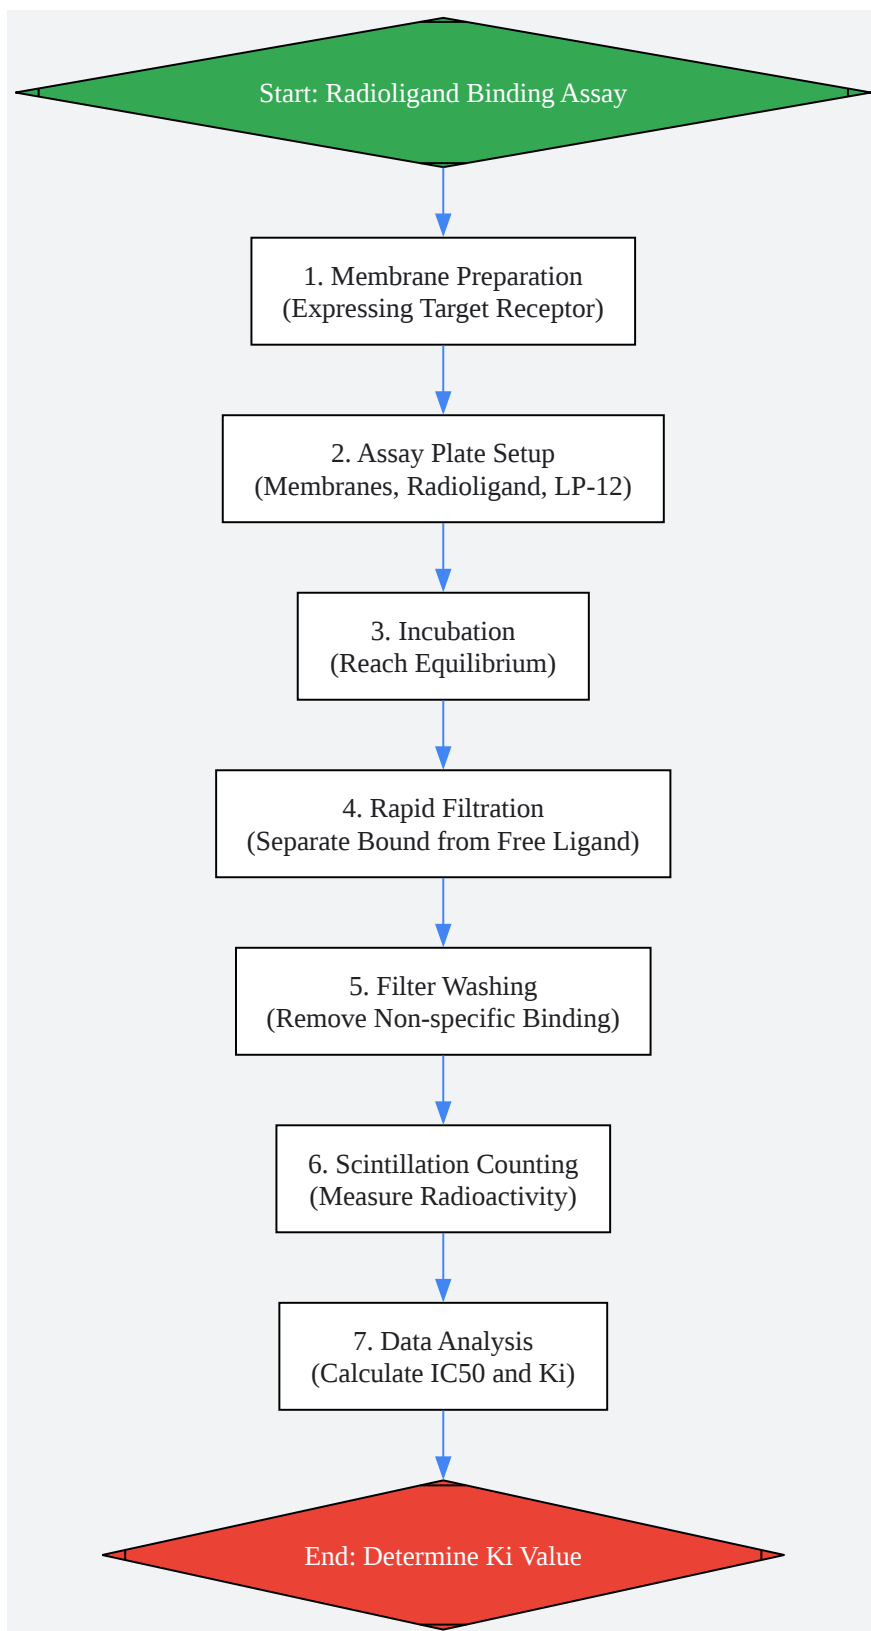 Start: Radioligand Binding Assay
1. Membrane Preparation
(Expressing Target Receptor)
2. Assay Plate Setup
(Membranes, Radioligand, LP-12)
3. Incubation
(Reach Equilibrium)
4. Rapid Filtration
(Separate Bound from Free Ligand)
5. Filter Washing
(Remove Non-specific Binding)
6. Scintillation Counting
(Measure Radioactivity)
7. Data Analysis
(Calculate IC50 and Ki)
End: Determine Ki Value